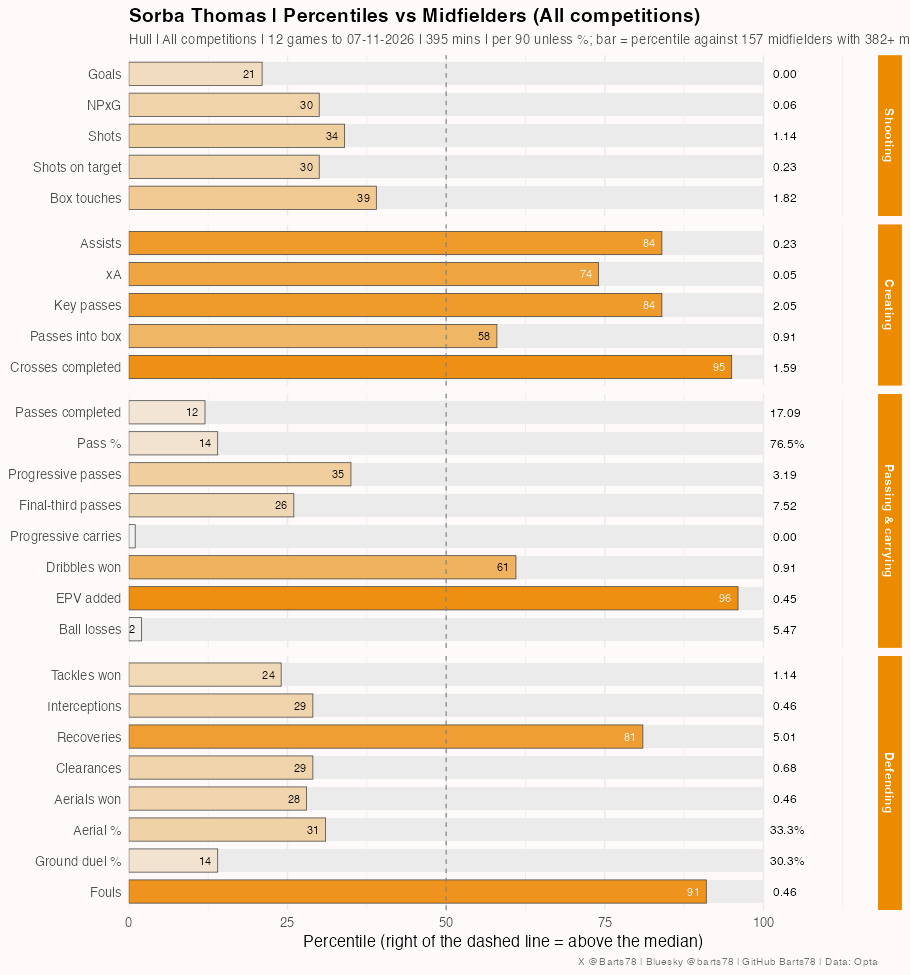 Sorba Thomas | Percentiles vs Midfielders (All competitions)
Hull | All competitions | 12 games to 07-11-2026 | 395 mins | per 90 unless %; bar = percentile against 157 midfielders with 382+ m
Goals 21 0.00
NPxG 30 0.06
Shots 34 1.14
Shots on target 30 0.23
Box touches 39 1.82
Shooting
Assists 84 0.23
xA 74 0.05
Key passes 84 2.05
Passes into box 58 0.91
Crosses completed 95 1.59
Creating
Passes completed 12 17.09
Pass % 14 76.5%
Progressive passes 35 3.19
Final-third passes 26 7.52
Progressive carries 0.00
Dribbles won 61 0.91
EPV added 96 0.45
Ball losses 2 5.47
Passing & carrying
Tackles won 24 1.14
Interceptions 29 0.46
Recoveries 81 5.01
Clearances 29 0.68
Aerials won 28 0.46
Aerial % 31 33.3%
Ground duel % 14 30.3%
Fouls 91 0.46
Defending
0 25 50 75 100
Percentile (right of the dashed line = above the median)
X @Barts78 | Bluesky @barts78 | GitHub Barts78 | Data: Opta